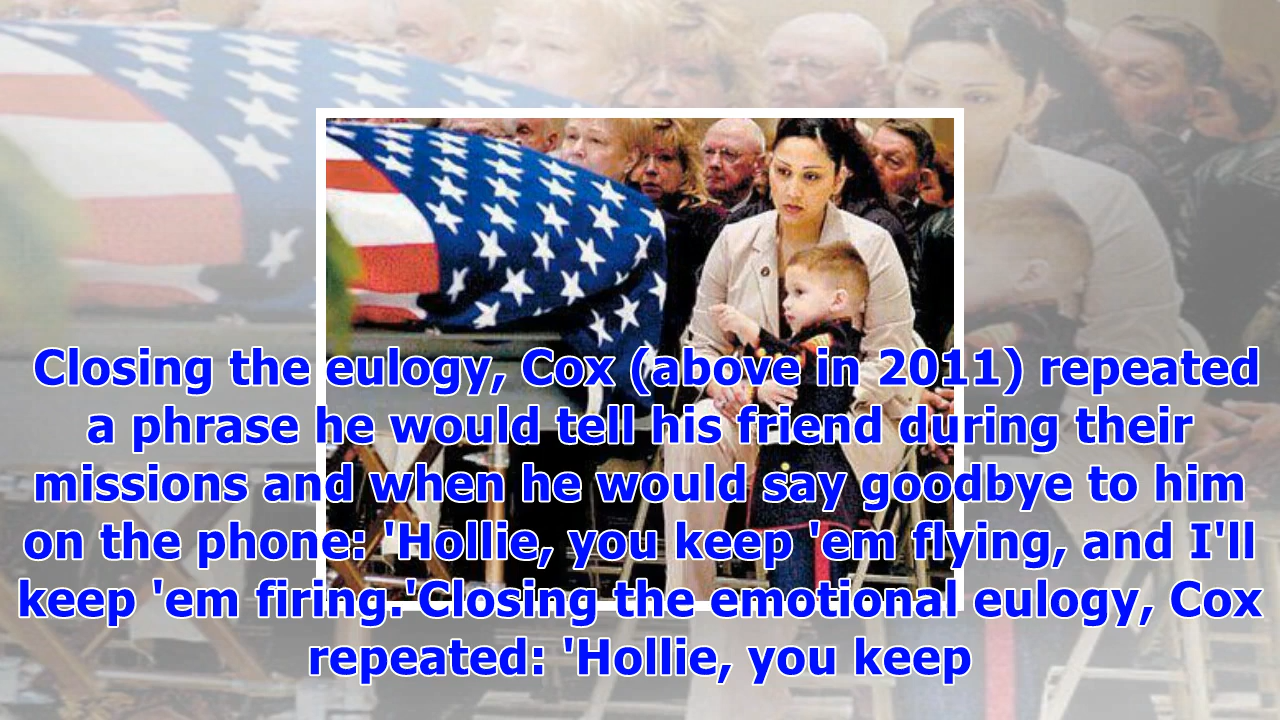 Closing the eulogy, Cox (above in 2011) repeated
a phrase he would tell his friend during their
missions and when he would say goodbye to him
on the phone: 'Hollie, you keep 'em flying, and I'll
keep 'em firing.'Closing the emotional eulogy, Cox
repeated: 'Hollie, you keep